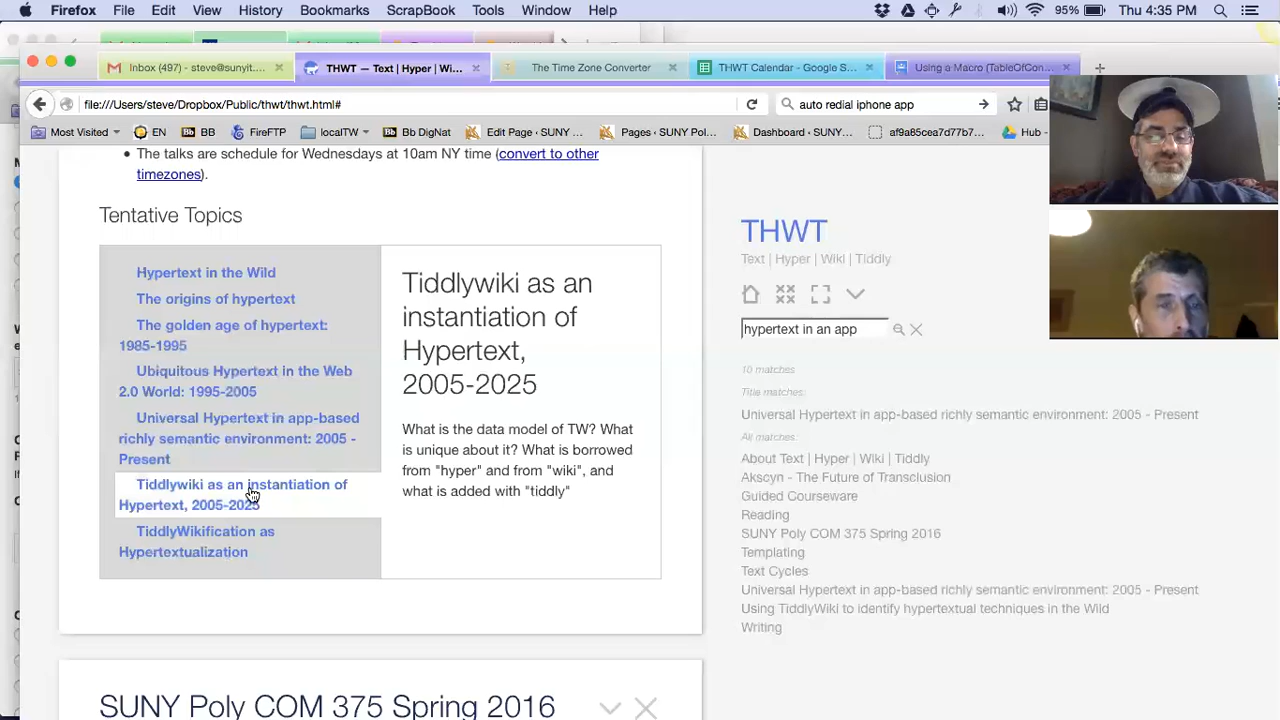 Firefox File Edit View History Bookmarks ScrapBook Tools Window Help 95% Thu 4:35 PM
Inbox (497) - steve@sunyit... THWT — Text | Hyper | Wi... The Time Zone Converter THWT Calendar - Google S... Using a Macro (TableOfCon...
file:///Users/steve/Dropbox/Public/thwt/thwt.html# auto redial iphone app
Most Visited EN BB FireFTP localTW Bb DigNat Edit Page ‹ SUNY ... Pages ‹ SUNY Pol... Dashboard ‹ SUNY... af9a85cea7d77b7... Hub -
• The talks are schedule for Wednesdays at 10am NY time (convert to other
timezones).
Tentative Topics
Hypertext in the Wild
The origins of hypertext
The golden age of hypertext:
1985-1995
Ubiquitous Hypertext in the Web
2.0 World: 1995-2005
Universal Hypertext in app-based
richly semantic environment: 2005 -
Present
Tiddlywiki as an instantiation of
Hypertext, 2005-2025
TiddlyWikification as
Hypertextualization
Tiddlywiki as an
instantiation of
Hypertext,
2005-2025
What is the data model of TW? What
is unique about it? What is borrowed
from "hyper" and from "wiki", and
what is added with "tiddly"
SUNY Poly COM 375 Spring 2016
THWT
Text | Hyper | Wiki | Tiddly
hypertext in an app
10 matches
Title matches:
Universal Hypertext in app-based richly semantic environment: 2005 - Present
All matches:
About Text | Hyper | Wiki | Tiddly
Akscyn - The Future of Transclusion
Guided Courseware
Reading
SUNY Poly COM 375 Spring 2016
Templating
Text Cycles
Universal Hypertext in app-based richly semantic environment: 2005 - Present
Using TiddlyWiki to identify hypertextual techniques in the Wild
Writing